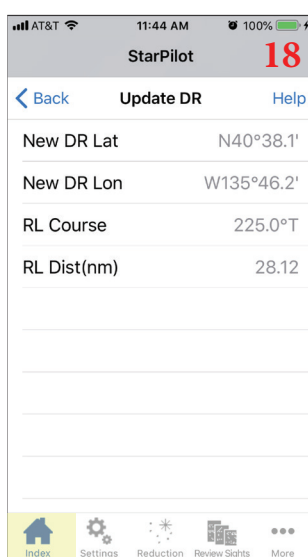 AT&T 11:44 AM 100%
StarPilot 18
Back Update DR Help
New DR Lat N40°38.1'
New DR Lon W135°46.2'
RL Course 225.0°T
RL Dist(nm) 28.12
Index Settings Reduction Review Sights More